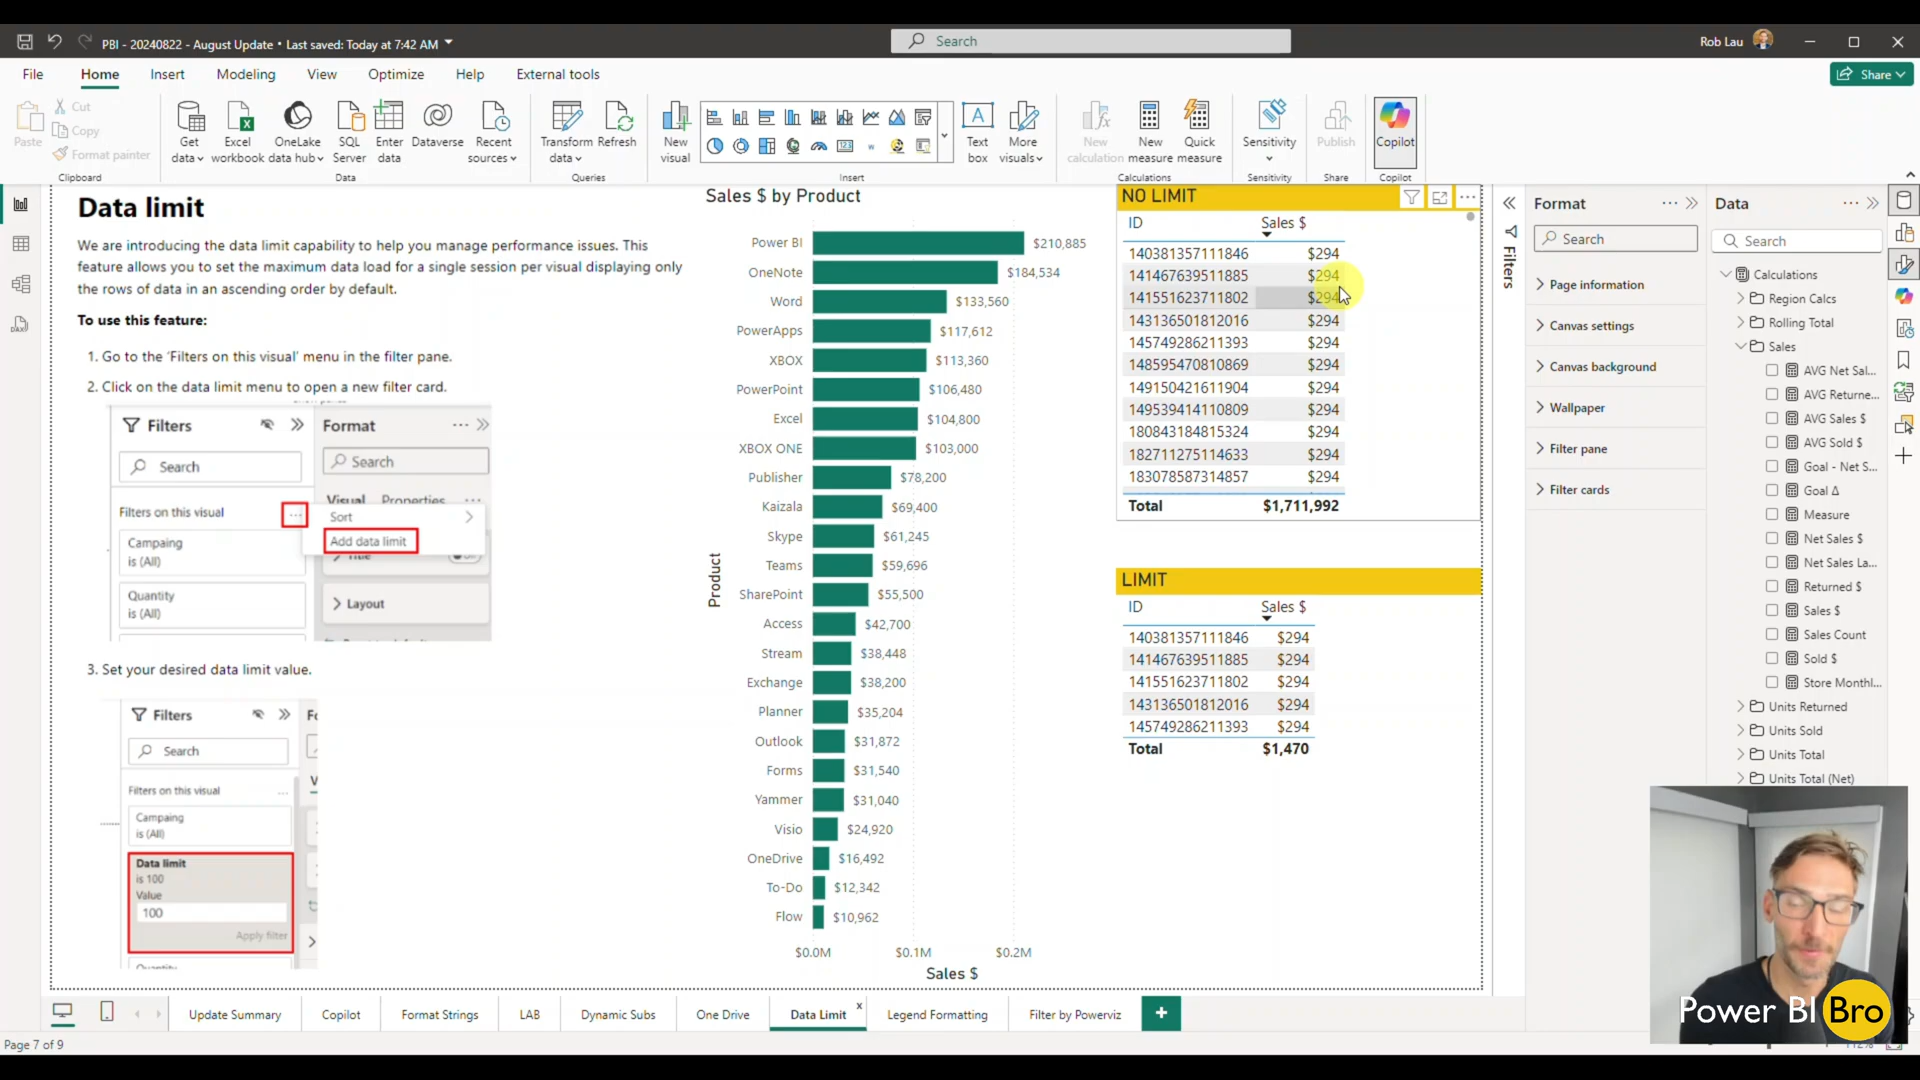 PBI - 20240822 - August Update • Last saved: Today at 7:42 AM
Search
Rob Lau
File
Home
Insert
Modeling
View
Optimize
Help
External tools
Share
Paste
Cut
Copy
Format painter
Clipboard
Get data
Excel workbook
OneLake data hub
SQL Server
Enter data
Dataverse
Recent sources
Data
Transform data
Refresh
Queries
New visual
Text box
More visuals
Insert
New calculation
New measure
Quick measure
Calculations
Sensitivity
Sensitivity
Publish
Share
Copilot
Copilot
Data limit
We are introducing the data limit capability to help you manage performance issues. This
feature allows you to set the maximum data load for a single session per visual displaying only
the rows of data in an ascending order by default.
To use this feature:
1. Go to the 'Filters on this visual' menu in the filter pane.
2. Click on the data limit menu to open a new filter card.
Filters
Search
Filters on this visual
Campaing
is (All)
Quantity
is (All)
Format
Search
Visual Properties
Sort
Add data limit
Title
Layout
3. Set your desired data limit value.
Filters
Search
Filters on this visual
Campaing
is (All)
Data limit
is 100
Value
100
Apply filter
Quantity
Sales $ by Product
Product
Power BI $210,885
OneNote $184,534
Word $133,560
PowerApps $117,612
XBOX $113,360
PowerPoint $106,480
Excel $104,800
XBOX ONE $103,000
Publisher $78,200
Kaizala $69,400
Skype $61,245
Teams $59,696
SharePoint $55,500
Access $42,700
Stream $38,448
Exchange $38,200
Planner $35,204
Outlook $31,872
Forms $31,540
Yammer $31,040
Visio $24,920
OneDrive $16,492
To-Do $12,342
Flow $10,962
$0.0M $0.1M $0.2M
Sales $
NO LIMIT
ID Sales $
140381357111846 $294
141467639511885 $294
141551623711802 $294
143136501812016 $294
145749286211393 $294
148595470810869 $294
149150421611904 $294
149539414110809 $294
180843184815324 $294
182711275114633 $294
183078587314857 $294
Total $1,711,992
LIMIT
ID Sales $
140381357111846 $294
141467639511885 $294
141551623711802 $294
143136501812016 $294
145749286211393 $294
Total $1,470
Filters
Format
Search
Page information
Canvas settings
Canvas background
Wallpaper
Filter pane
Filter cards
Data
Search
Calculations
Region Calcs
Rolling Total
Sales
AVG Net Sal...
AVG Returne...
AVG Sales $
AVG Sold $
Goal - Net S...
Goal Δ
Measure
Net Sales $
Net Sales La...
Returned $
Sales $
Sales Count
Sold $
Store Monthl...
Units Returned
Units Sold
Units Total
Units Total (Net)
Power BI Bro
Update Summary
Copilot
Format Strings
LAB
Dynamic Subs
One Drive
Data Limit
Legend Formatting
Filter by Powerviz
Page 7 of 9